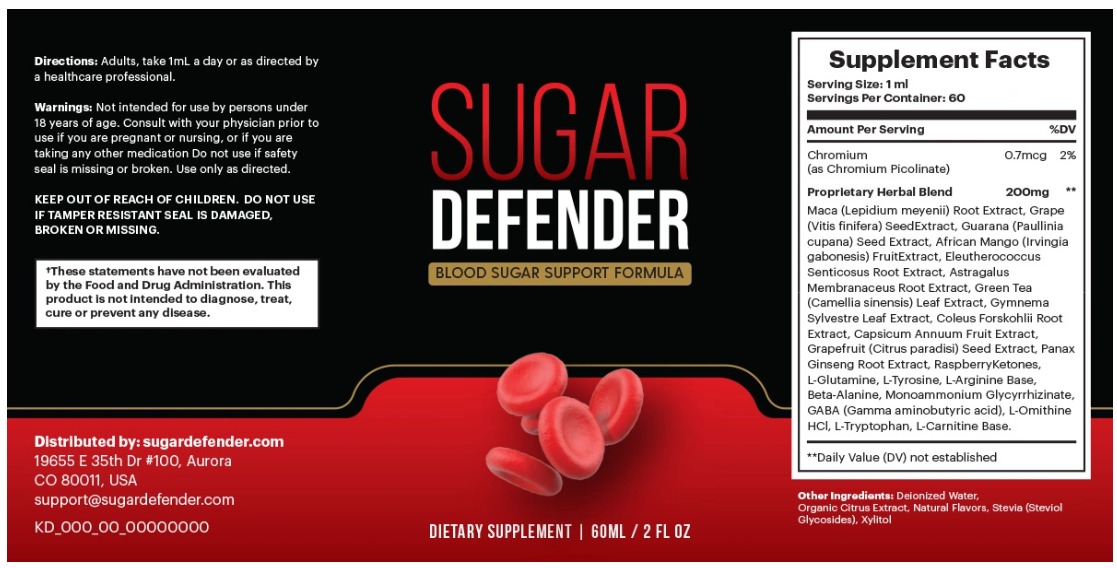 Directions: Adults, take 1mL a day or as directed by
a healthcare professional.
Warnings: Not intended for use by persons under
18 years of age. Consult with your physician prior to
use if you are pregnant or nursing, or if you are
taking any other medication Do not use if safety
seal is missing or broken. Use only as directed.
KEEP OUT OF REACH OF CHILDREN. DO NOT USE
IF TAMPER RESISTANT SEAL IS DAMAGED,
BROKEN OR MISSING.
†These statements have not been evaluated
by the Food and Drug Administration. This
product is not intended to diagnose, treat,
cure or prevent any disease.
Distributed by: sugardefender.com
19655 E 35th Dr #100, Aurora
CO 80011, USA
support@sugardefender.com
KD_000_00_00000000
SUGAR
DEFENDER
BLOOD SUGAR SUPPORT FORMULA
DIETARY SUPPLEMENT | 60ML / 2 FL OZ
Supplement Facts
Serving Size: 1 ml
Servings Per Container: 60
Amount Per Serving %DV
Chromium 0.7mcg 2%
(as Chromium Picolinate)
Proprietary Herbal Blend 200mg **
Maca (Lepidium meyenii) Root Extract, Grape
(Vitis finifera) SeedExtract, Guarana (Paullinia
cupana) Seed Extract, African Mango (Irvingia
gabonesis) FruitExtract, Eleutherococcus
Senticosus Root Extract, Astragalus
Membranaceus Root Extract, Green Tea
(Camellia sinensis) Leaf Extract, Gymnema
Sylvestre Leaf Extract, Coleus Forskohlii Root
Extract, Capsicum Annuum Fruit Extract,
Grapefruit (Citrus paradisi) Seed Extract, Panax
Ginseng Root Extract, RaspberryKetones,
L-Glutamine, L-Tyrosine, L-Arginine Base,
Beta-Alanine, Monoammonium Glycyrrhizinate,
GABA (Gamma aminobutyric acid), L-Ornithine
HCl, L-Tryptophan, L-Carnitine Base.
**Daily Value (DV) not established
Other Ingredients: Deionized Water,
Organic Citrus Extract, Natural Flavors, Stevia (Steviol
Glycosides), Xylitol